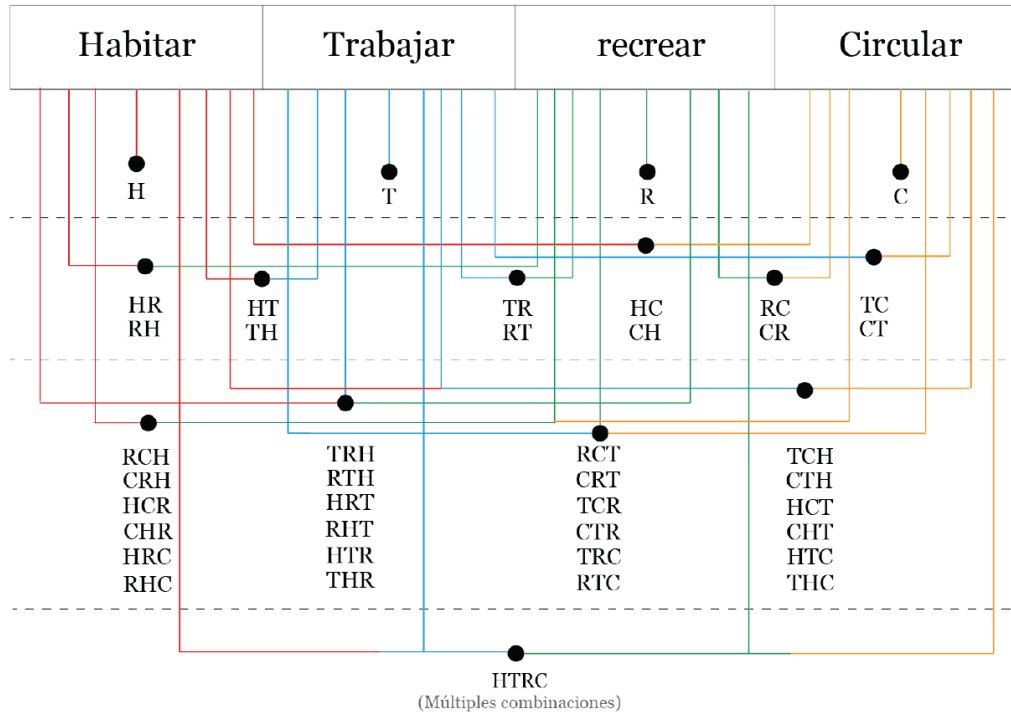 Habitar Trabajar recrear Circular
H T R C
HR HT TR HC RC TC
RH TH RT CH CR CT
RCH TRH RCT TCH
CRH RTH CRT CTH
HCR HRT TCR HCT
CHR RHT CTR CHT
HRC HTR TRC HTC
RHC THR RTC THC
HTRC
(Múltiples combinaciones)